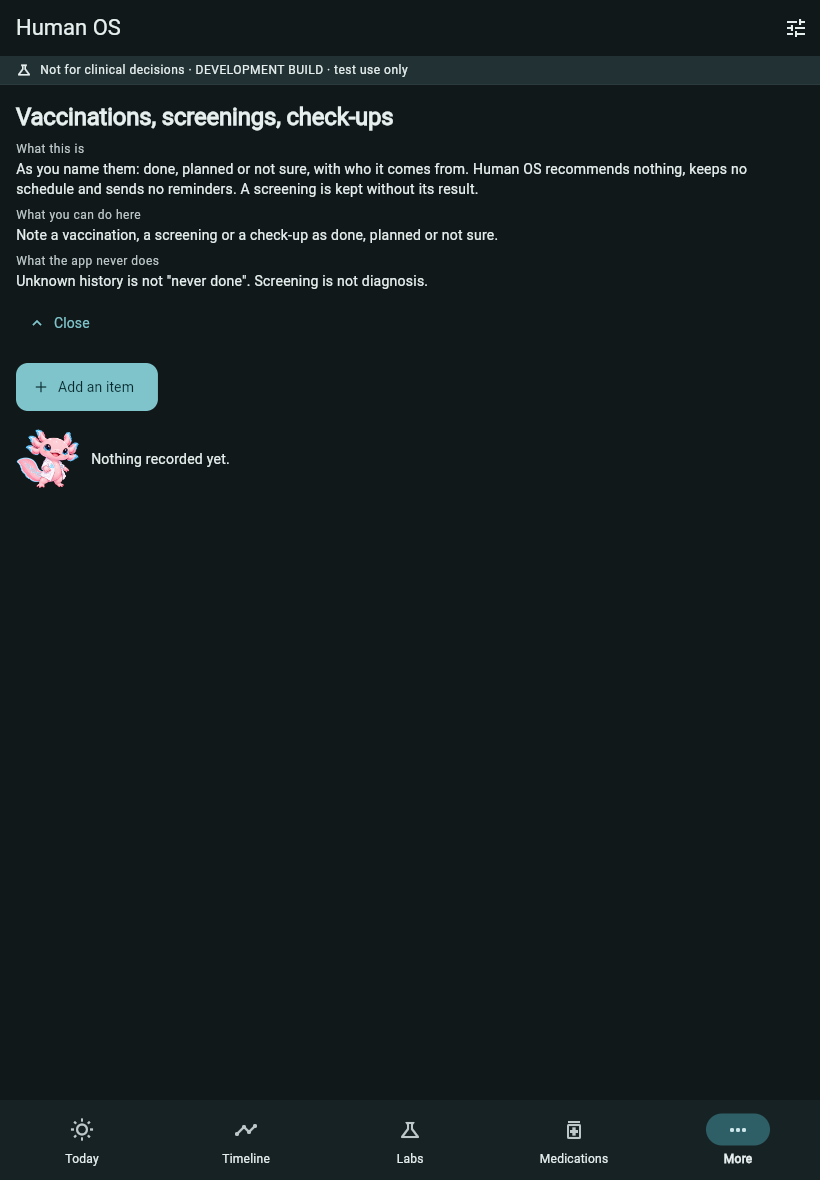 Human OS
Not for clinical decisions · DEVELOPMENT BUILD · test use only
Vaccinations, screenings, check-ups
What this is
As you name them: done, planned or not sure, with who it comes from. Human OS recommends nothing, keeps no
schedule and sends no reminders. A screening is kept without its result.
What you can do here
Note a vaccination, a screening or a check-up as done, planned or not sure.
What the app never does
Unknown history is not "never done". Screening is not diagnosis.
Close
Add an item
Nothing recorded yet.
Today
Timeline
Labs
Medications
More